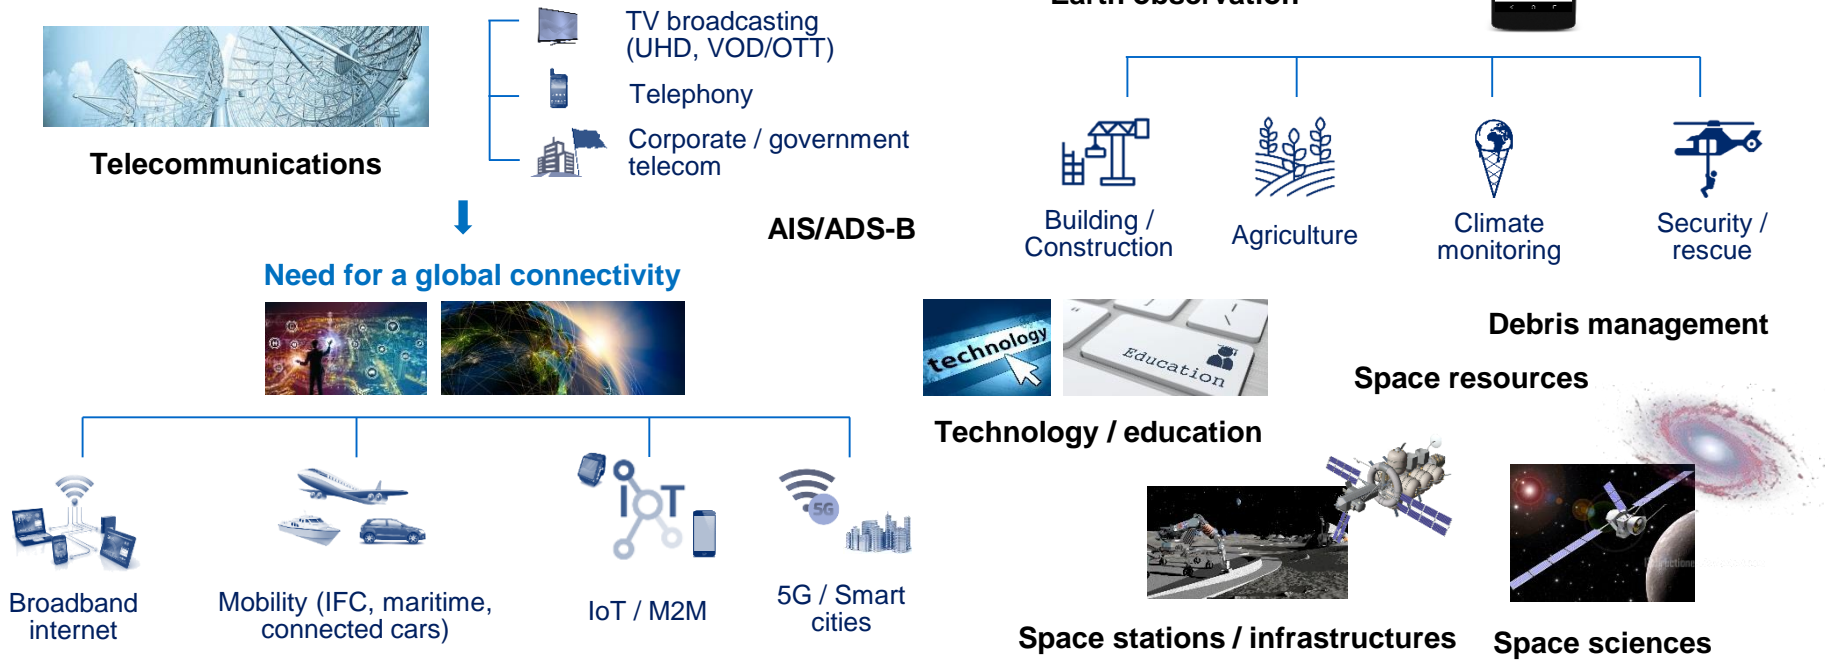 Earth observation
TV broadcasting
(UHD, VOD/OTT)
Telephony
Corporate / government
telecom
Telecommunications
AIS/ADS-B
Building /
Construction
Agriculture
Climate
monitoring
Security /
rescue
Need for a global connectivity
technology
Education
Debris management
Space resources
Technology / education
IoT
5G
Broadband
internet
Mobility (IFC, maritime,
connected cars)
IoT / M2M
5G / Smart
cities
Space stations / infrastructures
Space sciences